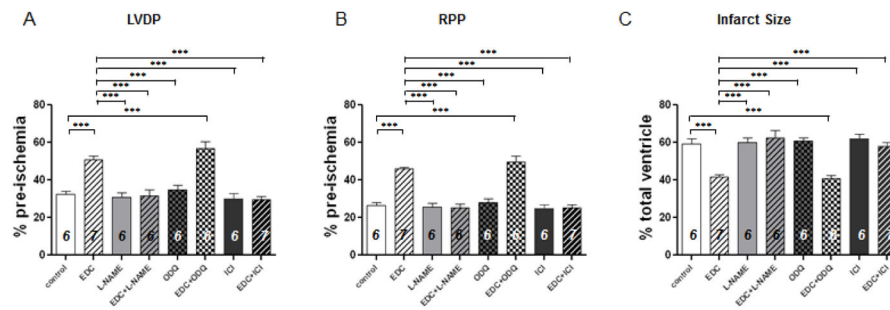 A
LVDP
***
***
***
***
***
***
***
% pre-ischemia
80
60
40
20
0
6
7
6
6
6
6
6
7
control
EDC
L-NAME
EDC+L-NAME
ODQ
EDC+ODQ
ICI
EDC+ICI
B
RPP
***
***
***
***
***
***
***
% pre-ischemia
80
60
40
20
0
6
7
6
6
6
6
6
7
control
EDC
L-NAME
EDC+L-NAME
ODQ
EDC+ODQ
ICI
EDC+ICI
C
Infarct Size
***
***
***
***
***
***
***
% total ventricle
80
60
40
20
0
6
7
6
6
6
6
6
7
control
EDC
L-NAME
EDC+L-NAME
ODQ
EDC+ODQ
ICI
EDC+ICI